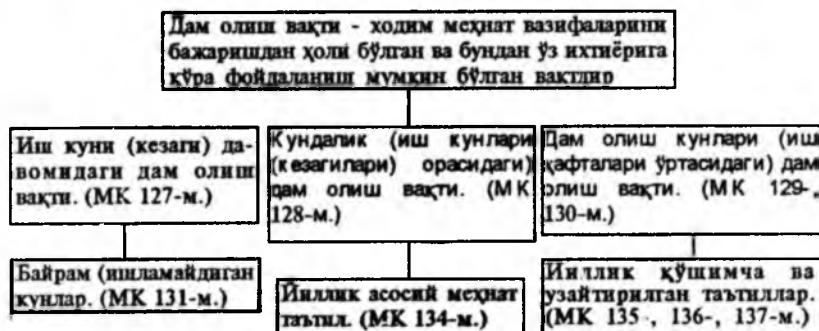 Дам олиш вақти - ходим меҳнат вазифаларини
бажаришдан ҳоли бўлган ва бундан ўз ихтиёрига
кўра фойдаланиш мумкин бўлган вақтдир
Иш куни (кезаги) да-
вомидаги дам олиш
вақти. (МК 127-м.)
Кундалик (иш кунлари
(кезагилари) орасидаги)
дам олиш вақти. (МК
128-м.)
Дам олиш кунлари (иш
ҳафталари ўртасидаги) дам
олиш вақти. (МК 129-,
130-м.)
Байрам (ишламайдиган
кунлар. (МК 131-м.)
Йиллик асосий меҳнат
таътил. (МК 134-м.)
Йиллик қўшимча ва
узайтирилган таътиллар.
(МК 135-, 136-, 137-м.)